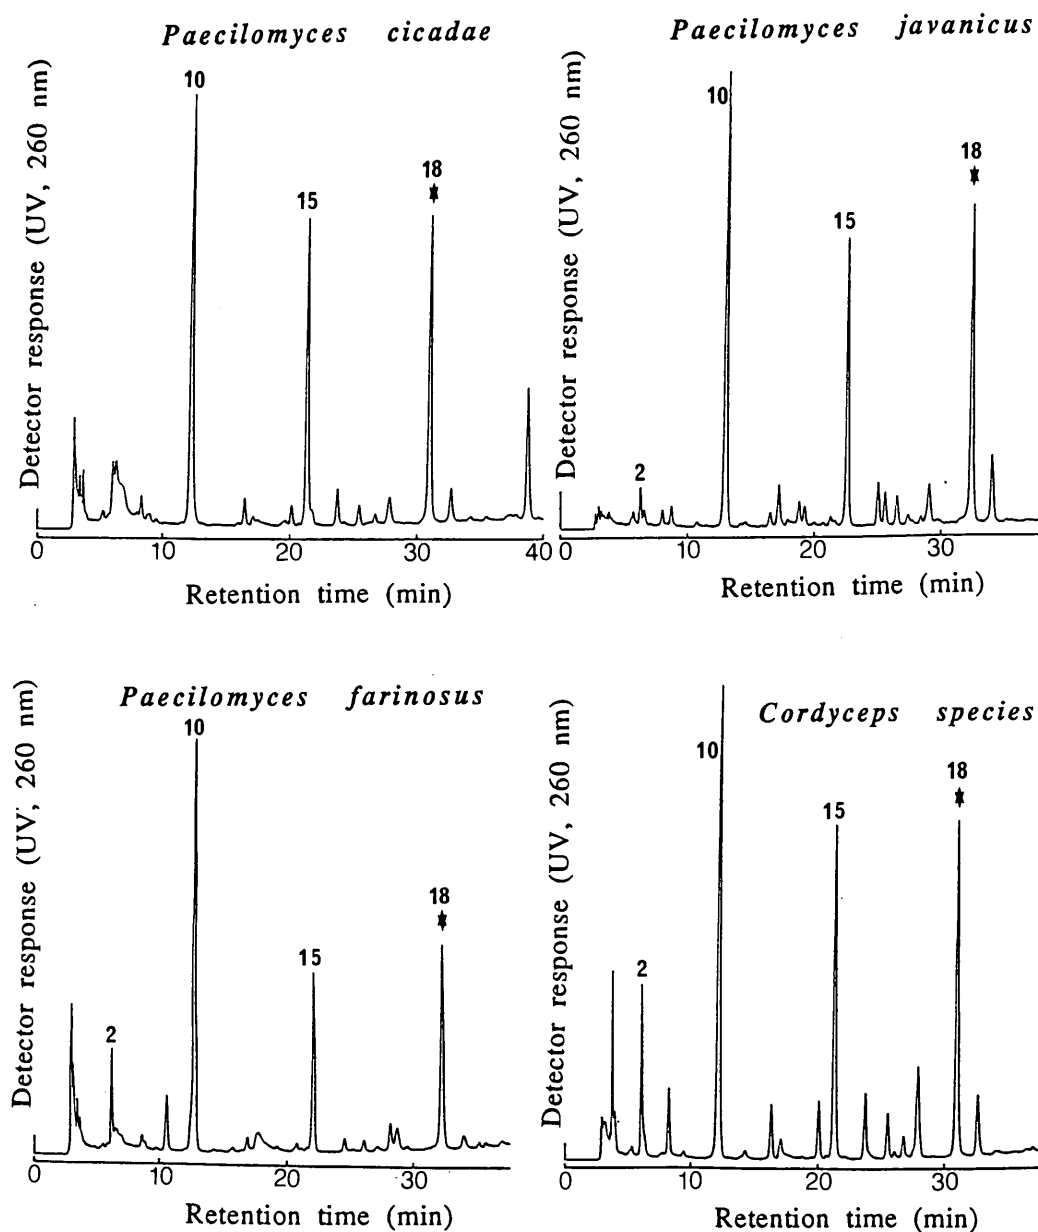 Paecilomyces cicadae
Detector response (UV, 260 nm)
10
15
18
0
10
20
30
40
Retention time (min)
Paecilomyces javanicus
Detector response (UV, 260 nm)
10
2
15
18
0
10
20
30
Retention time (min)
Paecilomyces farinosus
Detector response (UV, 260 nm)
2
10
15
18
0
10
20
30
Retention time (min)
Cordyceps species
Detector response (UV, 260 nm)
2
10
15
18
0
10
20
30
Retention time (min)